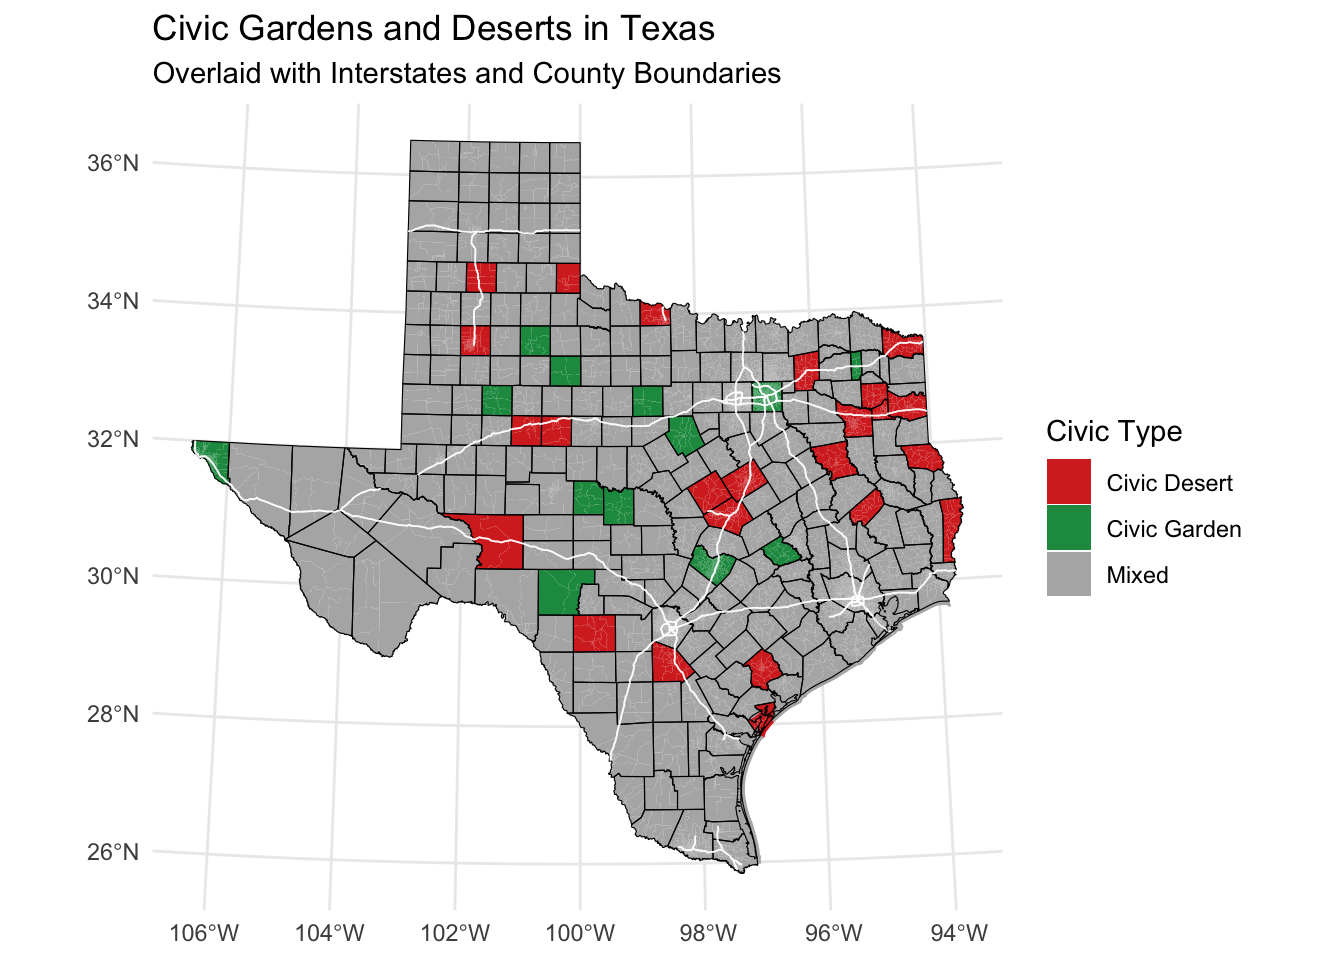 Civic Gardens and Deserts in Texas
Overlaid with Interstates and County Boundaries
36°N
34°N
32°N
30°N
28°N
26°N
106°W
104°W
102°W
100°W
98°W
96°W
94°W
Civic Type
Civic Desert
Civic Garden
Mixed